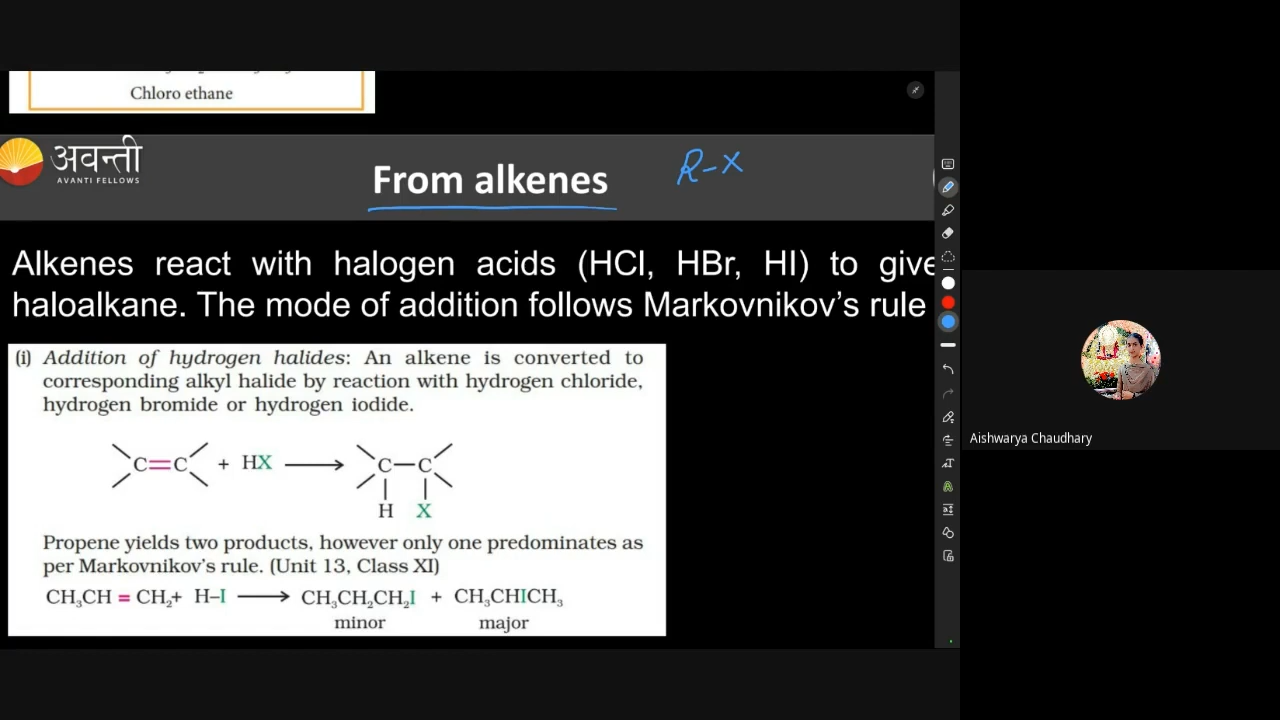 Chloro ethane
अवन्ती
AVANTI FELLOWS
From alkenes
R-X
Alkenes react with halogen acids (HCl, HBr, HI) to give
haloalkane. The mode of addition follows Markovnikov's rule
(i) Addition of hydrogen halides: An alkene is converted to
corresponding alkyl halide by reaction with hydrogen chloride,
hydrogen bromide or hydrogen iodide.
C=C + HX ⟶ C–C
H X
Propene yields two products, however only one predominates as
per Markovnikov's rule. (Unit 13, Class XI)
CH₃CH = CH₂+ H–I ⟶ CH₃CH₂CH₂I + CH₃CHICH₃
minor major
Aishwarya Chaudhary